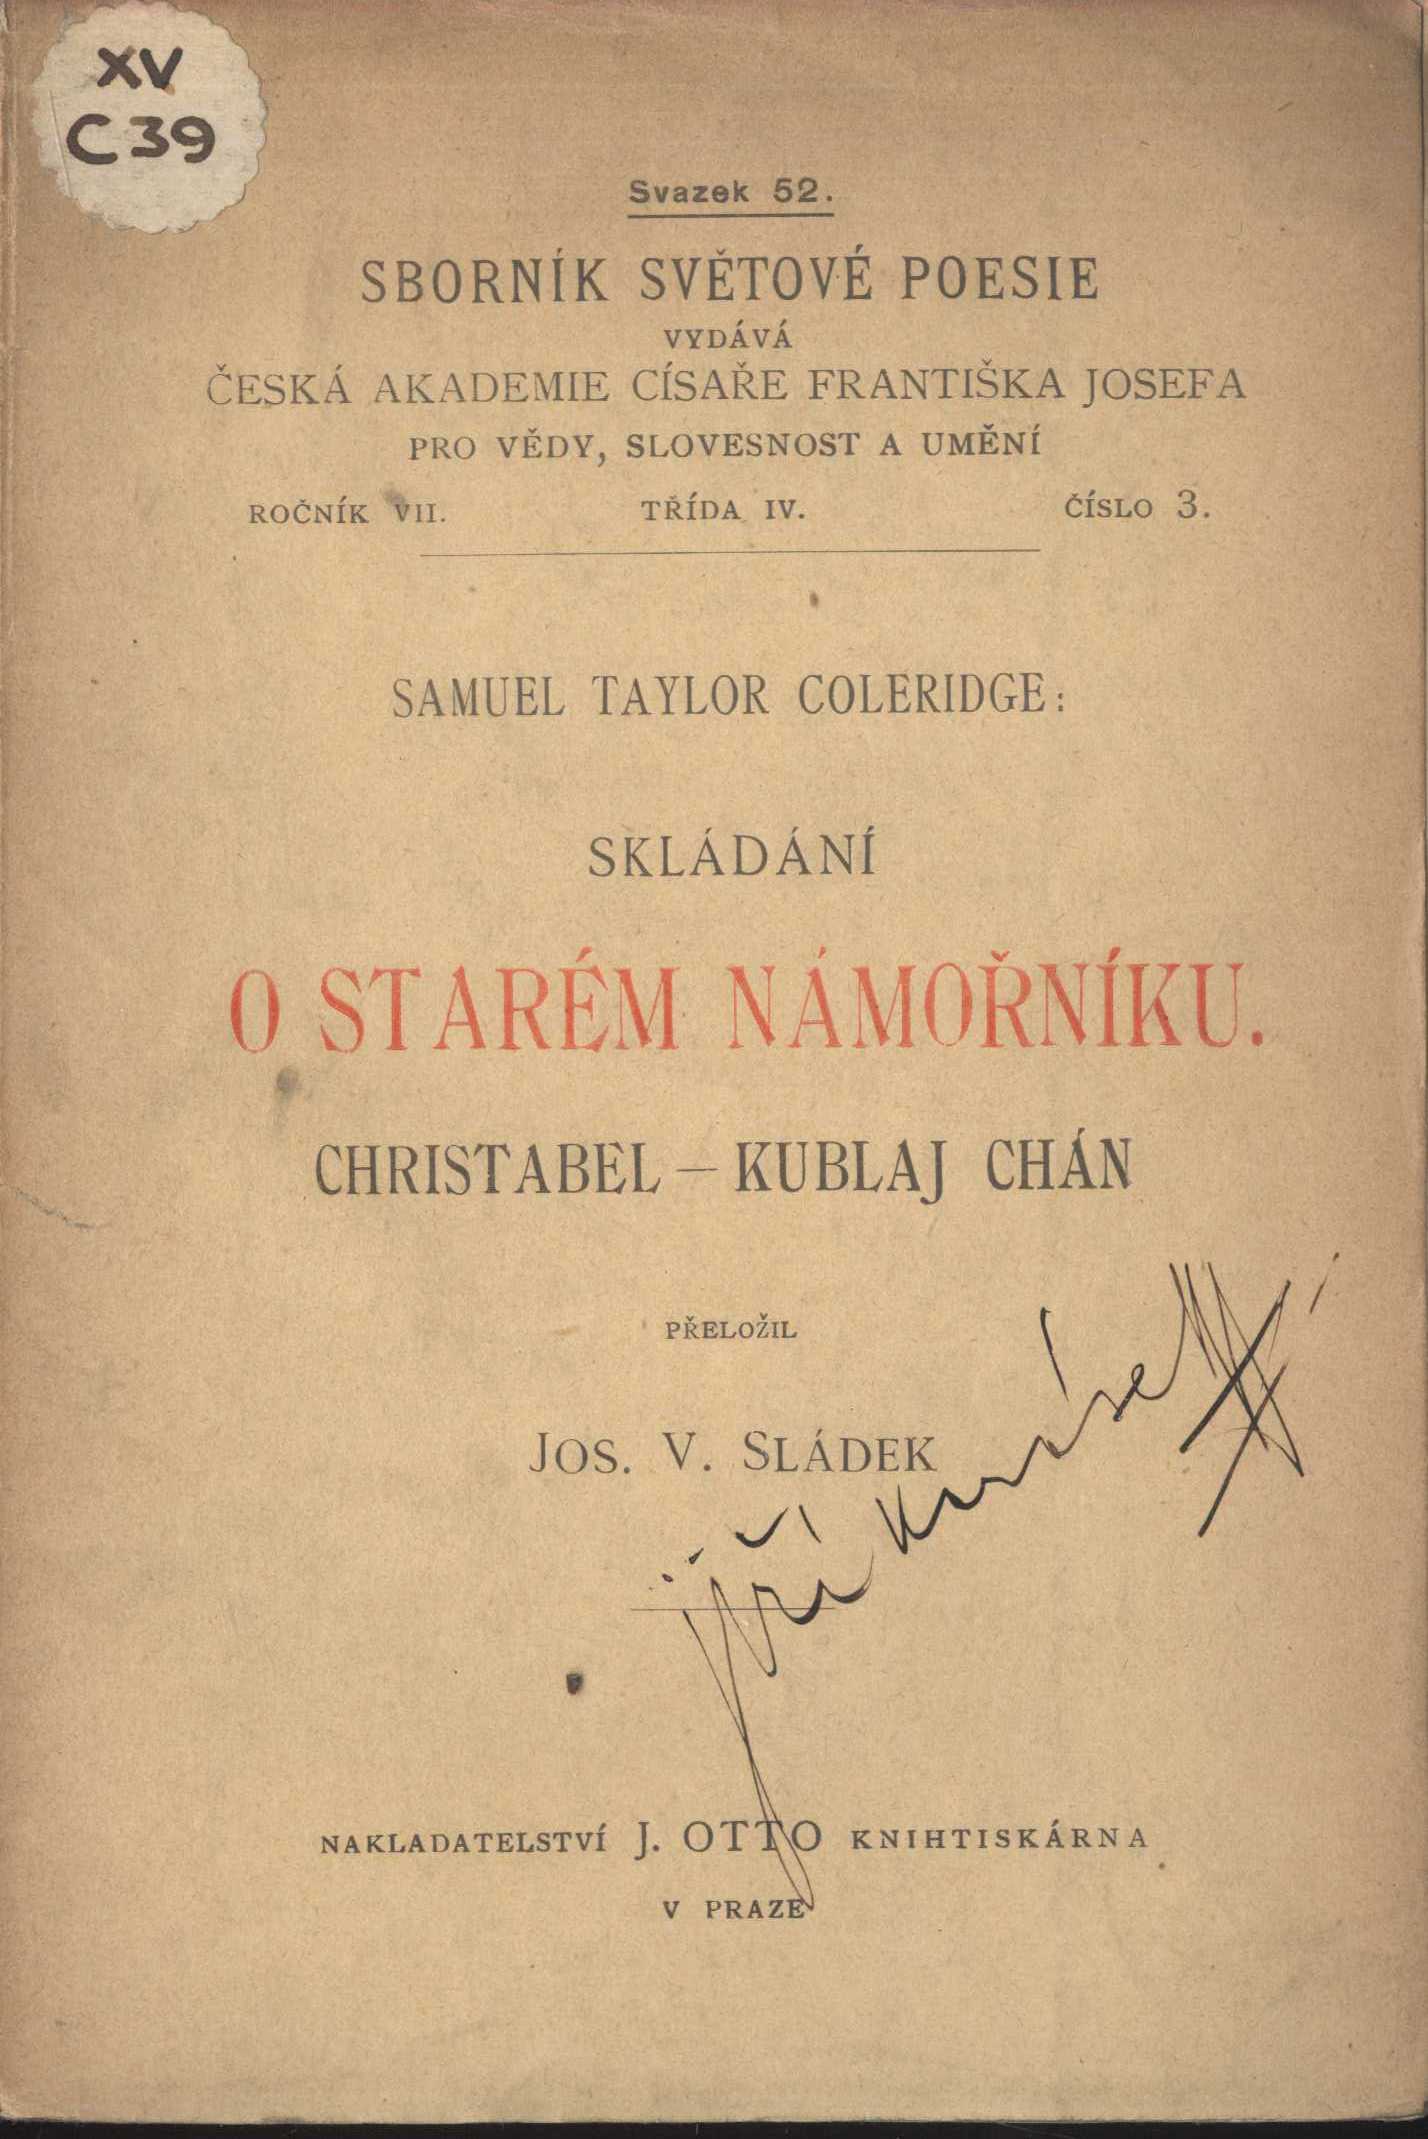 XV
C 39
Svazek 52.
SBORNÍK SVĚTOVÉ POESIE
VYDÁVÁ
ČESKÁ AKADEMIE CÍSAŘE FRANTIŠKA JOSEFA
PRO VĚDY, SLOVESNOST A UMĚNÍ
ROČNÍK VII. TŘÍDA IV. ČÍSLO 3.
SAMUEL TAYLOR COLERIDGE:
SKLÁDÁNÍ
O STARÉM NÁMOŘNÍKU.
CHRISTABEL — KUBLAJ CHÁN
PŘELOŽIL
JOS. V. SLÁDEK
Jiří
NAKLADATELSTVÍ J. OTTO KNIHTISKÁRNA
V PRAZE